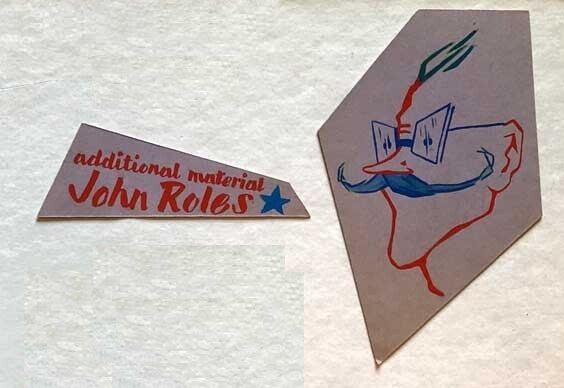 additional material
John Roles